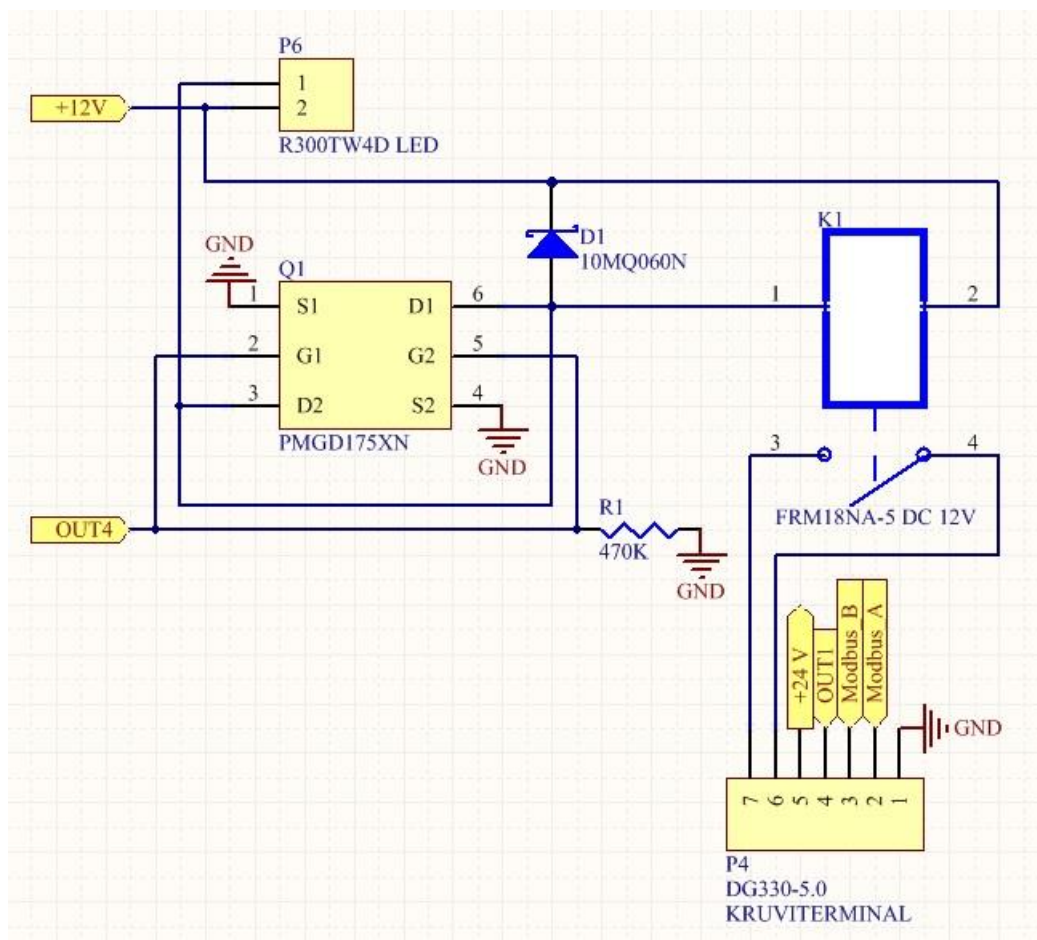 P6
1
+12V
2
R300TW4D LED
GND
D1
K1
10MQ060N
Q1
1
S1
D1
6
1
2
2
G1
G2
5
3
D2
S2
4
PMGD175XN
GND
3
4
OUT4
R1
470K
FRM18NA-5 DC 12V
GND
+24 V
OUT1
Modbus_B
Modbus_A
GND
7
6
5
4
3
2
1
P4
DG330-5.0
KRUVITERMINAL